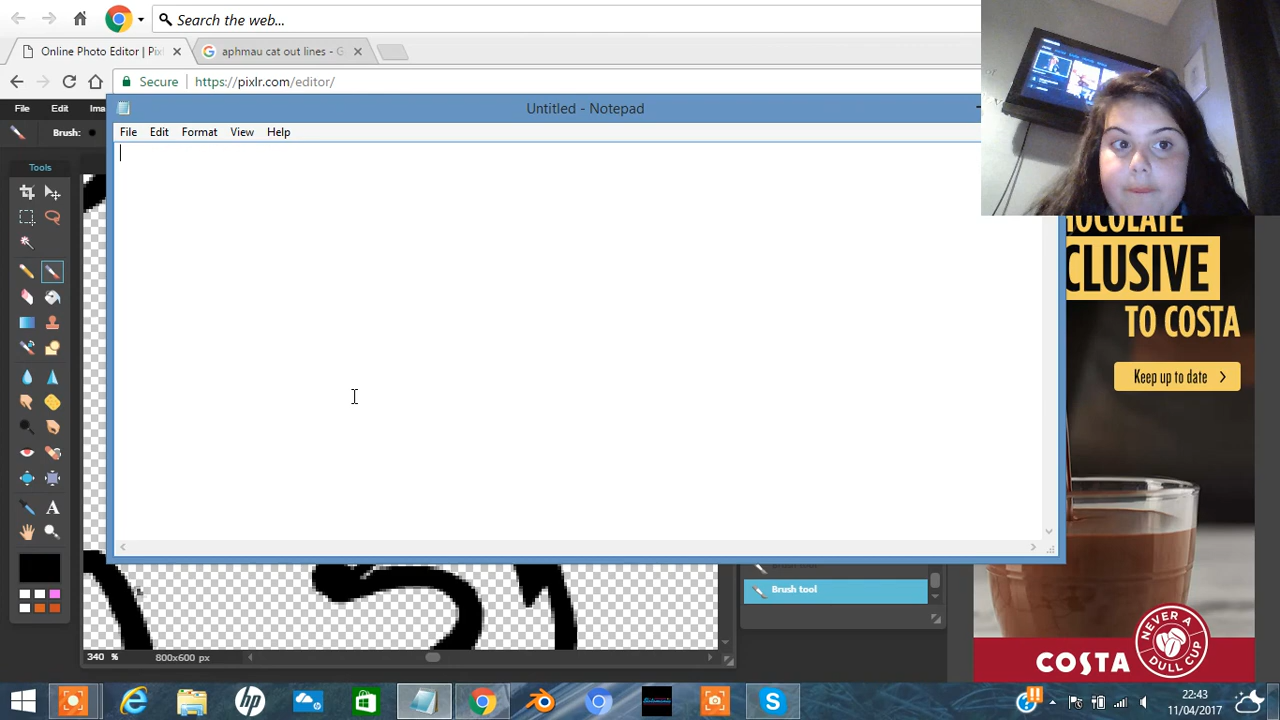 Search the web...
Online Photo Editor | Pix
aphmau cat out lines - G
Secure
https://pixlr.com/editor/
File Edit Ima
Untitled - Notepad
Brush:
File Edit Format View Help
Tools
CLUSIVE
TO COSTA
Keep up to date
Brush tool
340 %
800x600 px
NEVER A
DULL CUP
COSTA
22:43
11/04/2017